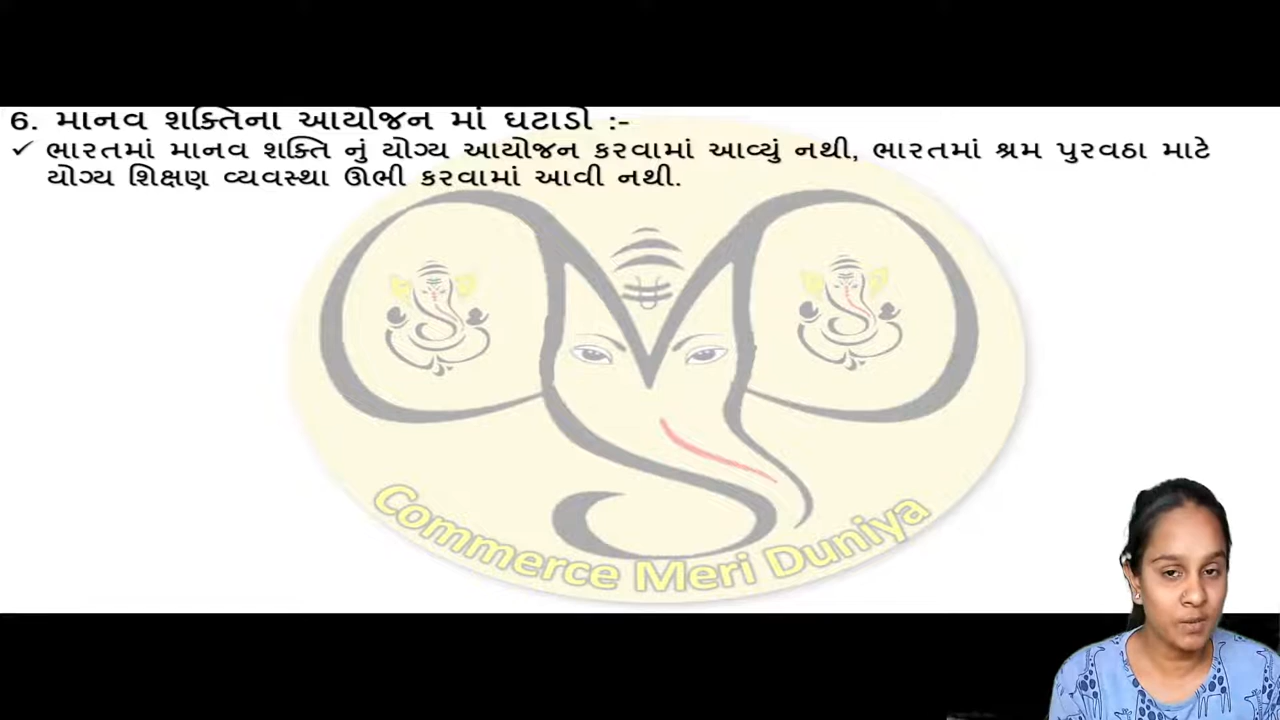 6. માનવ શક્તિના આયોજન માં ઘટાડો :-
✓ ભારતમાં માનવ શક્તિ નું યોગ્ય આયોજન કરવામાં આવ્યું નથી, ભારતમાં શ્રમ પુરવઠા માટે
યોગ્ય શિક્ષણ વ્યવસ્થા ઊભી કરવામાં આવી નથી.
Commerce Meri Duniya